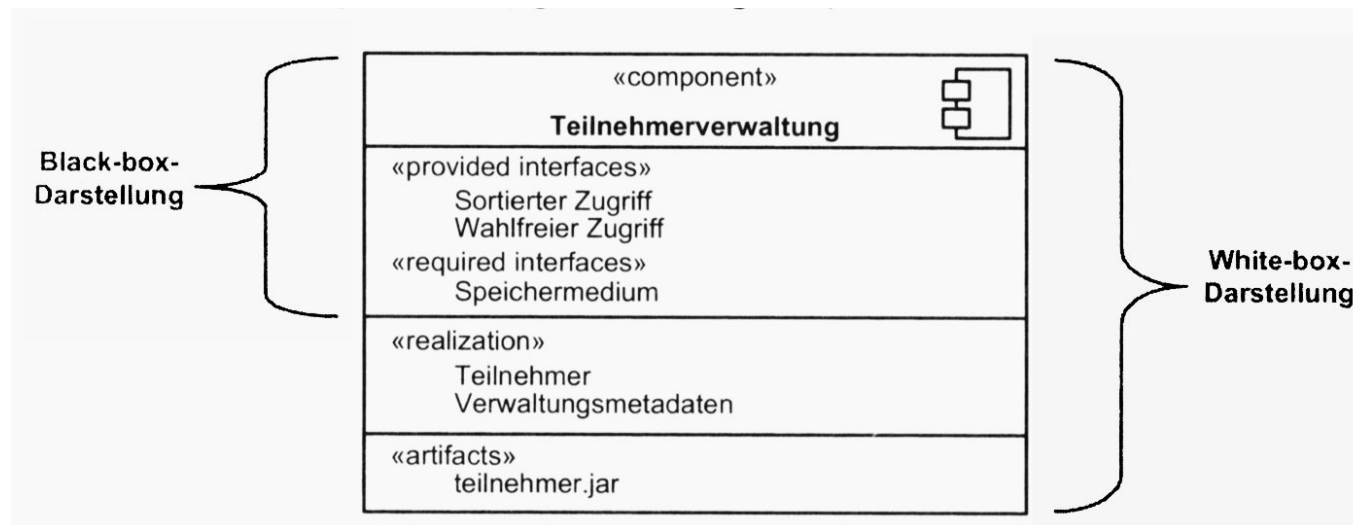 «component»
Teilnehmerverwaltung
Black-box-
Darstellung
«provided interfaces»
Sortierter Zugriff
Wahlfreier Zugriff
«required interfaces»
Speichermedium
White-box-
Darstellung
«realization»
Teilnehmer
Verwaltungsmetadaten
«artifacts»
teilnehmer.jar